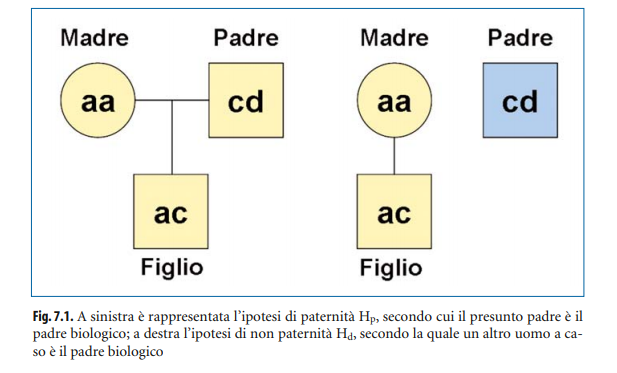 Madre Padre Madre Padre
aa cd aa cd
ac ac
Figlio Figlio
Fig. 7.1. A sinistra è rappresentata l'ipotesi di paternità Hp, secondo cui il presunto padre è il
padre biologico; a destra l'ipotesi di non paternità Hd, secondo la quale un altro uomo a ca-
so è il padre biologico